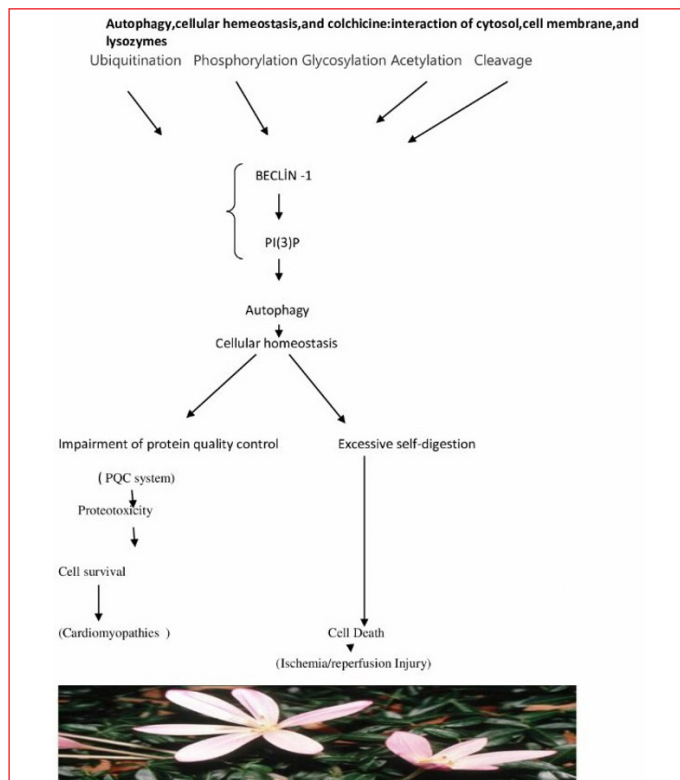 Autophagy,cellular hemeostasis,and colchicine:interaction of cytosol,cell membrane,and
lysozymes
Ubiquitination Phosphorylation Glycosylation Acetylation Cleavage
BECLİN -1
PI(3)P
Autophagy
Cellular homeostasis
Impairment of protein quality control Excessive self-digestion
( PQC system)
Proteotoxicity
Cell survival
(Cardiomyopathies ) Cell Death
(Ischemia/reperfusion Injury)